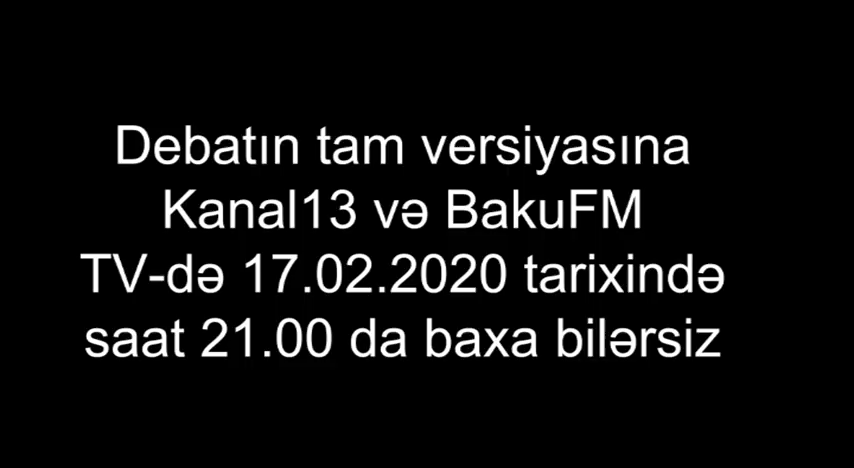 Debatın tam versiyasına
Kanal13 və BakuFM
TV-də 17.02.2020 tarixində
saat 21.00 da baxa bilərsiz